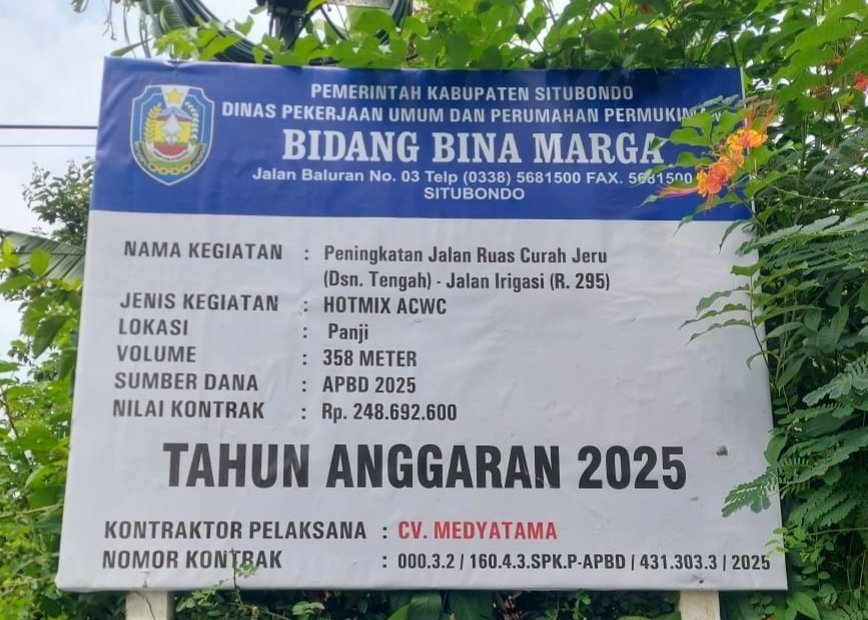 PEMERINTAH KABUPATEN SITUBONDO
DINAS PEKERJAAN UMUM DAN PERUMAHAN
BIDANG BINA MARGA
Jalan Baluran No. 03 Telp (0338) 5681500 FAX. 5681500
SITUBONDO
NAMA KEGIATAN : Peningkatan Jalan Ruas Curah Jeru
(Dsn. Tengah) - Jalan Irigasi (R. 295)
JENIS KEGIATAN : HOTMIX ACWC
LOKASI : Panji
VOLUME : 358 METER
SUMBER DANA : APBD 2025
NILAI KONTRAK : Rp. 248.692.600
TAHUN ANGGARAN 2025
KONTRAKTOR PELAKSANA : CV. MEDYATAMA
NOMOR KONTRAK : 000.3.2 / 160.4.3.SPK.P-APBD / 431.303.3 / 2025